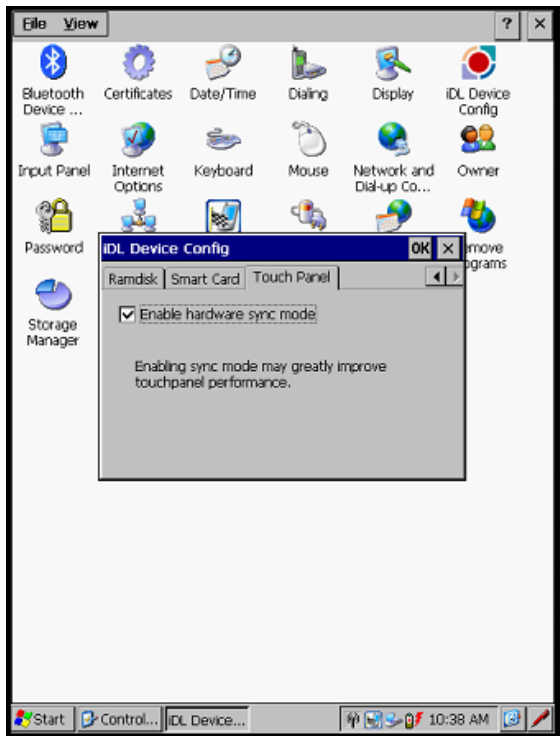 File View ? ×
Bluetooth Device ...
Certificates
Date/Time
Dialing
Display
iDL Device Config
Input Panel
Internet Options
Keyboard
Mouse
Network and Dial-up Co...
Owner
Password
Storage Manager
iDL Device Config OK ×
Ramdisk Smart Card Touch Panel
Enable hardware sync mode
Enabling sync mode may greatly improve
touchpanel performance.
Start Control... iDL Device... 10:38 AM